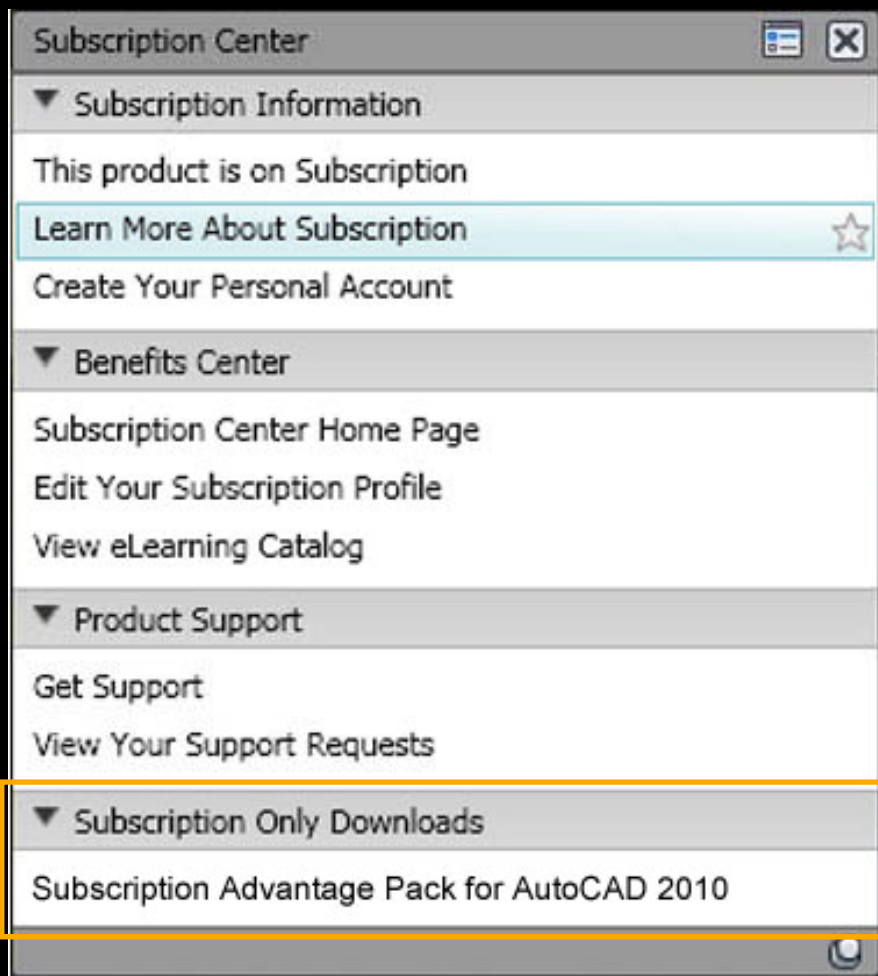 Subscription Center
Subscription Information
This product is on Subscription
Learn More About Subscription
Create Your Personal Account
Benefits Center
Subscription Center Home Page
Edit Your Subscription Profile
View eLearning Catalog
Product Support
Get Support
View Your Support Requests
Subscription Only Downloads
Subscription Advantage Pack for AutoCAD 2010